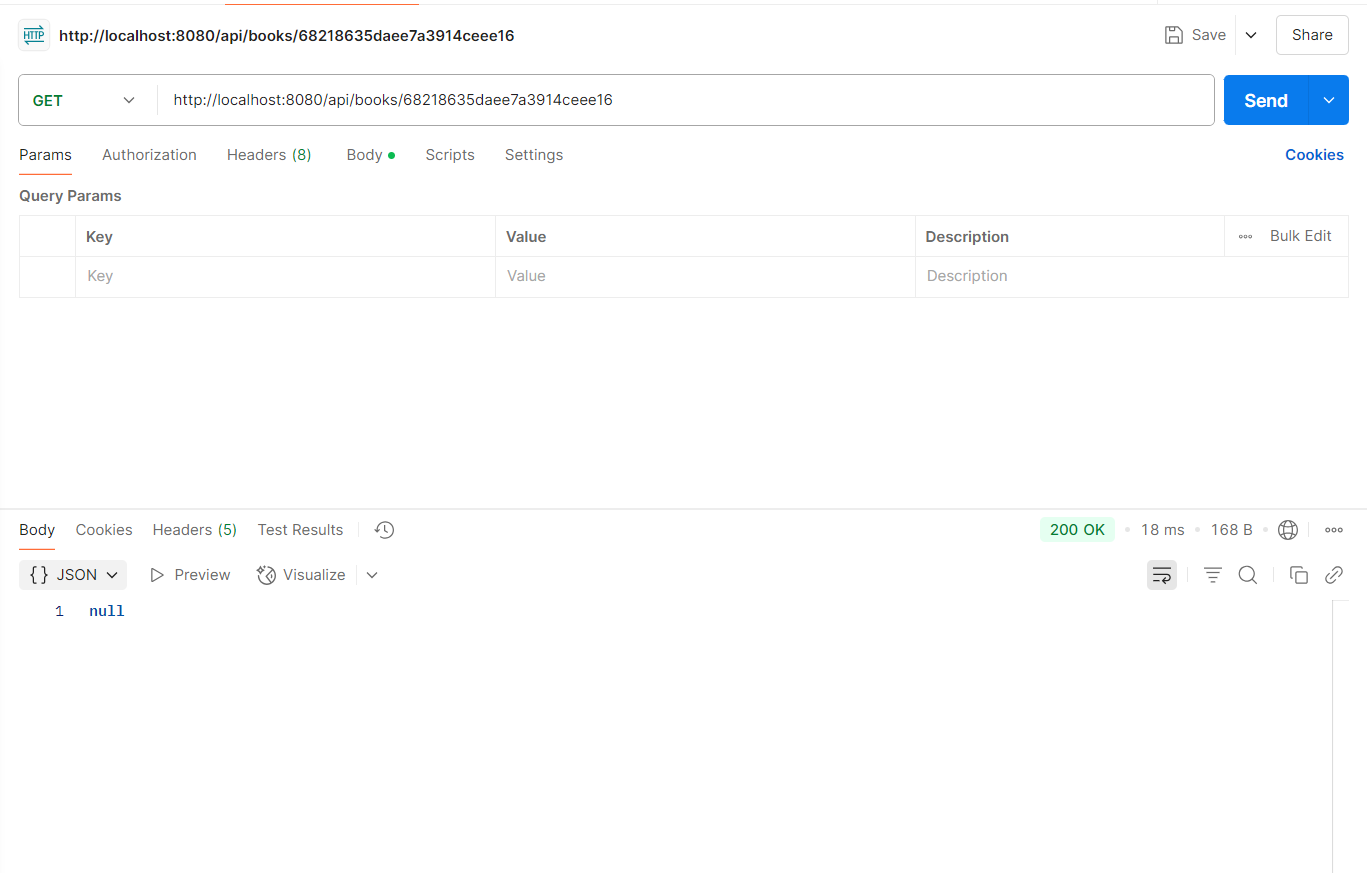 HTTP http://localhost:8080/api/books/68218635daee7a3914ceee16 Save Share
GET http://localhost:8080/api/books/68218635daee7a3914ceee16 Send
Params Authorization Headers (8) Body Scripts Settings Cookies
Query Params
Key Value Description Bulk Edit
Key Value Description
Body Cookies Headers (5) Test Results 200 OK 18 ms 168 B
{} JSON Preview Visualize
1 null